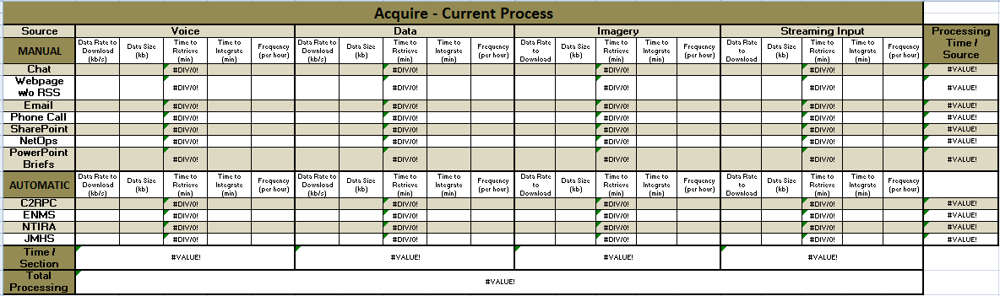 Acquire - Current Process
Source Voice Data Imagery Streaming Input Processing Time / Source
MANUAL Data Rate to Download (kb/s) Data Size (kb) Time to Retrieve (min) Time to Integrate (min) Frequency (per hour) Data Rate to Download (kb/s) Data Size (kb) Time to Retrieve (min) Time to Integrate (min) Frequency (per hour) Data Rate to Download Data Size (kb) Time to Retrieve (min) Time to Integrate (min) Frequency (per hour) Data Rate to Download Data Size (kb) Time to Retrieve (min) Time to Integrate (min) Frequency (per hour)
Chat #DIV/0! #DIV/0! #DIV/0! #DIV/0! #VALUE!
Webpage w/o RSS #DIV/0! #DIV/0! #DIV/0! #DIV/0! #VALUE!
Email #DIV/0! #DIV/0! #DIV/0! #DIV/0! #VALUE!
Phone Call #DIV/0! #DIV/0! #DIV/0! #DIV/0! #VALUE!
SharePoint #DIV/0! #DIV/0! #DIV/0! #DIV/0! #VALUE!
NetOps #DIV/0! #DIV/0! #DIV/0! #DIV/0! #VALUE!
PowerPoint Briefs #DIV/0! #DIV/0! #DIV/0! #DIV/0! #VALUE!
AUTOMATIC Data Rate to Download (kb/s) Data Size (kb) Time to Retrieve (min) Time to Integrate (min) Frequency (per hour) Data Rate to Download (kb/s) Data Size (kb) Time to Retrieve (min) Time to Integrate (min) Frequency (per hour) Data Rate to Download Data Size (kb) Time to Retrieve (min) Time to Integrate (min) Frequency (per hour) Data Rate to Download Data Size (kb) Time to Retrieve (min) Time to Integrate (min) Frequency (per hour)
C2RPC #DIV/0! #DIV/0! #DIV/0! #DIV/0! #VALUE!
ENMS #DIV/0! #DIV/0! #DIV/0! #DIV/0! #VALUE!
NTIRA #DIV/0! #DIV/0! #DIV/0! #DIV/0! #VALUE!
JMHS #DIV/0! #DIV/0! #DIV/0! #DIV/0! #VALUE!
Time / Section #VALUE! #VALUE! #VALUE! #VALUE!
Total Processing #VALUE!